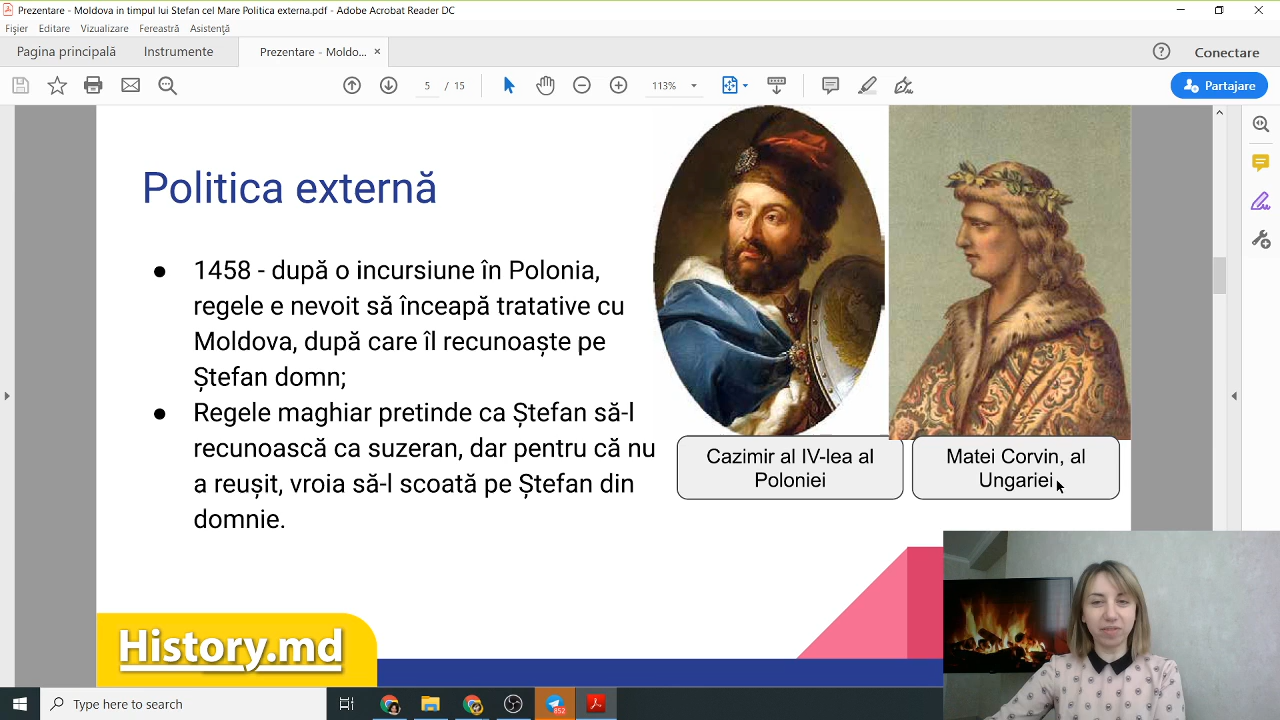 Prezentare - Moldova in timpul lui Stefan cel Mare Politica externa.pdf - Adobe Acrobat Reader DC
Fișier Editare Vizualizare Fereastră Asistență
Pagina principală Instrumente Prezentare - Moldo... × Conectare
5 / 15 113% Partajare
Politica externă
● 1458 - după o incursiune în Polonia,
regele e nevoit să înceapă tratative cu
Moldova, după care îl recunoaște pe
Ștefan domn;
● Regele maghiar pretinde ca Ștefan să-l
recunoască ca suzeran, dar pentru că nu
a reușit, vroia să-l scoată pe Ștefan din
domnie.
Cazimir al IV-lea al
Poloniei
Matei Corvin, al
Ungariei
History.md
Type here to search
852